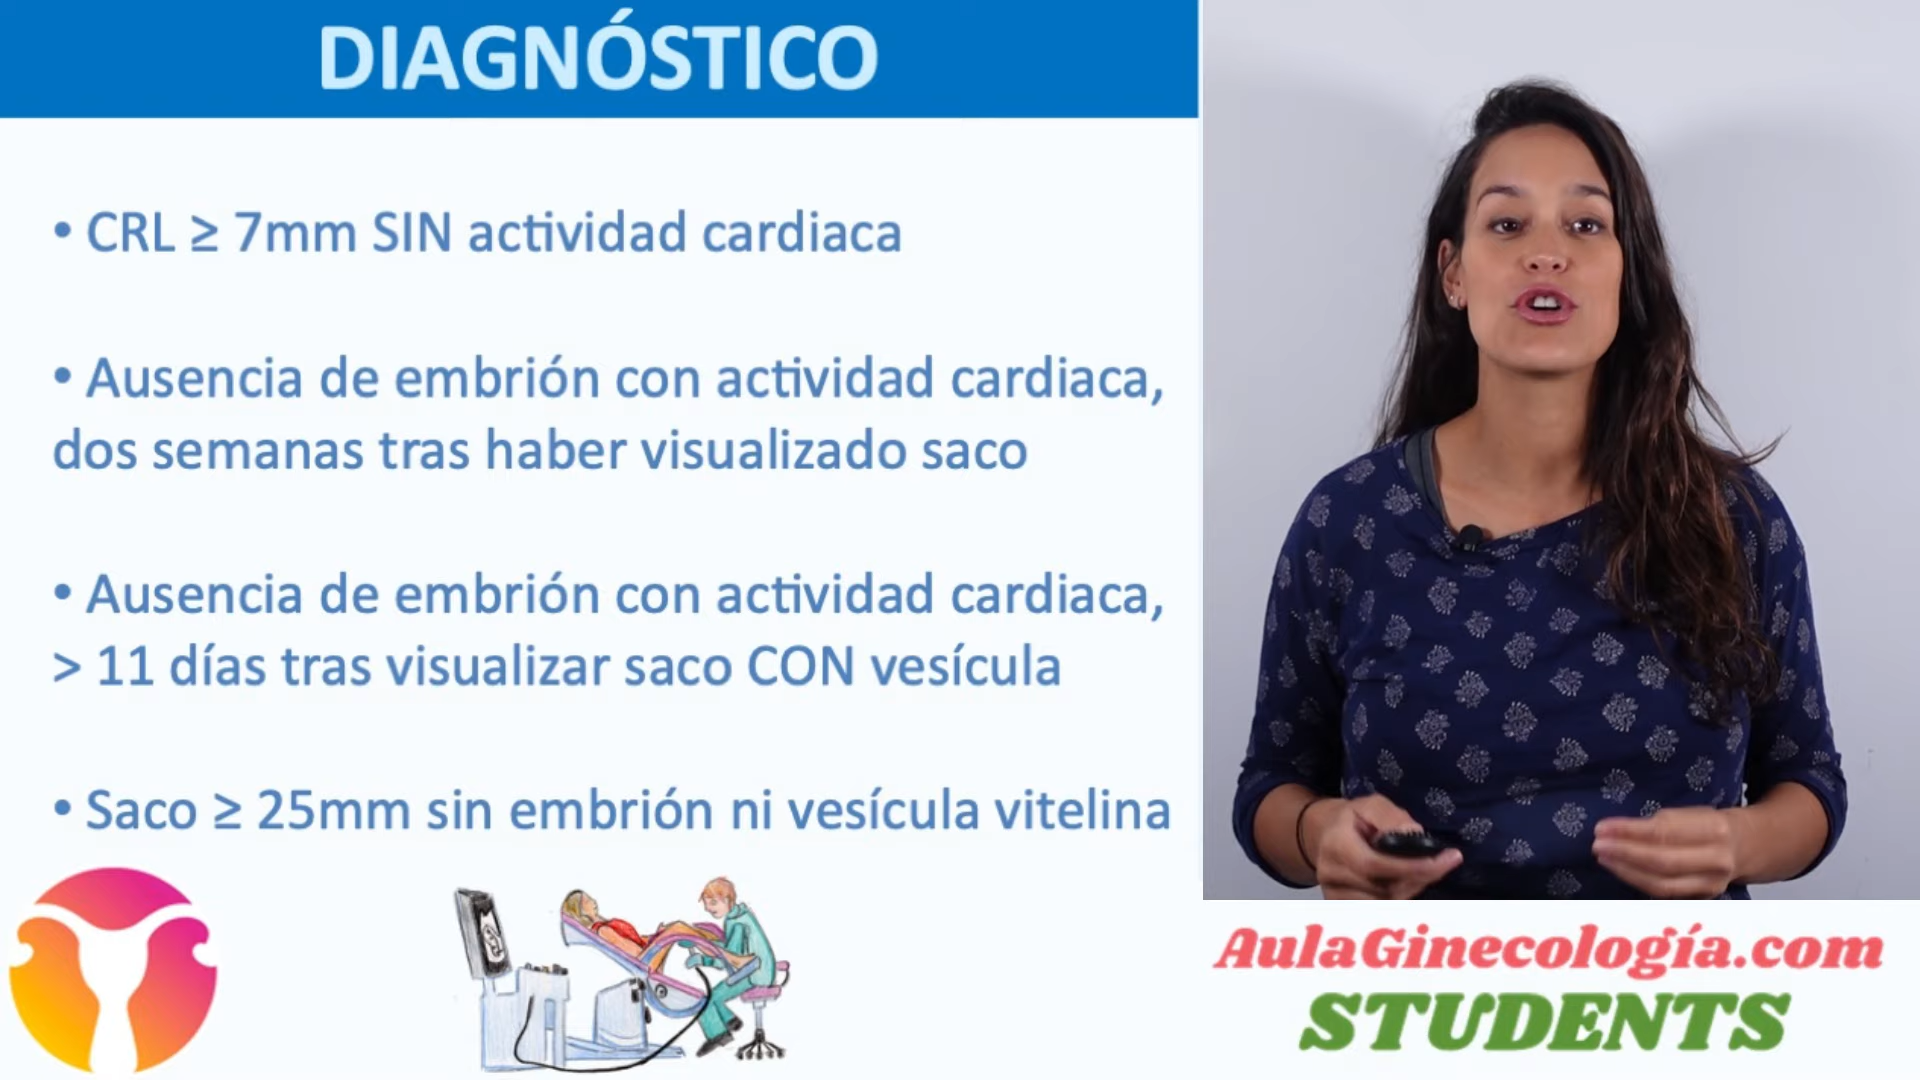 DIAGNÓSTICO
• CRL ≥ 7mm SIN actividad cardiaca
• Ausencia de embrión con actividad cardiaca,
dos semanas tras haber visualizado saco
• Ausencia de embrión con actividad cardiaca,
> 11 días tras visualizar saco CON vesícula
• Saco ≥ 25mm sin embrión ni vesícula vitelina
AulaGinecología.com
STUDENTS